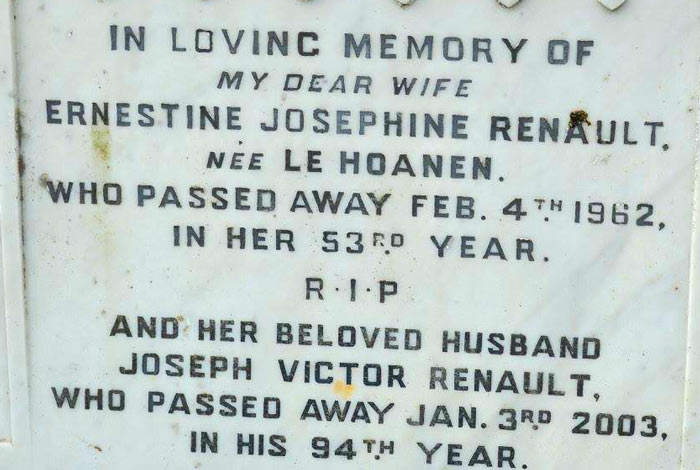 IN LOVING MEMORY OF
MY DEAR WIFE
ERNESTINE JOSEPHINE RENAULT,
NÉE LE HOANEN.
WHO PASSED AWAY FEB. 4TH 1962,
IN HER 53RD YEAR.
R·I·P
AND HER BELOVED HUSBAND
JOSEPH VICTOR RENAULT,
WHO PASSED AWAY JAN. 3RD 2003,
IN HIS 94TH YEAR.